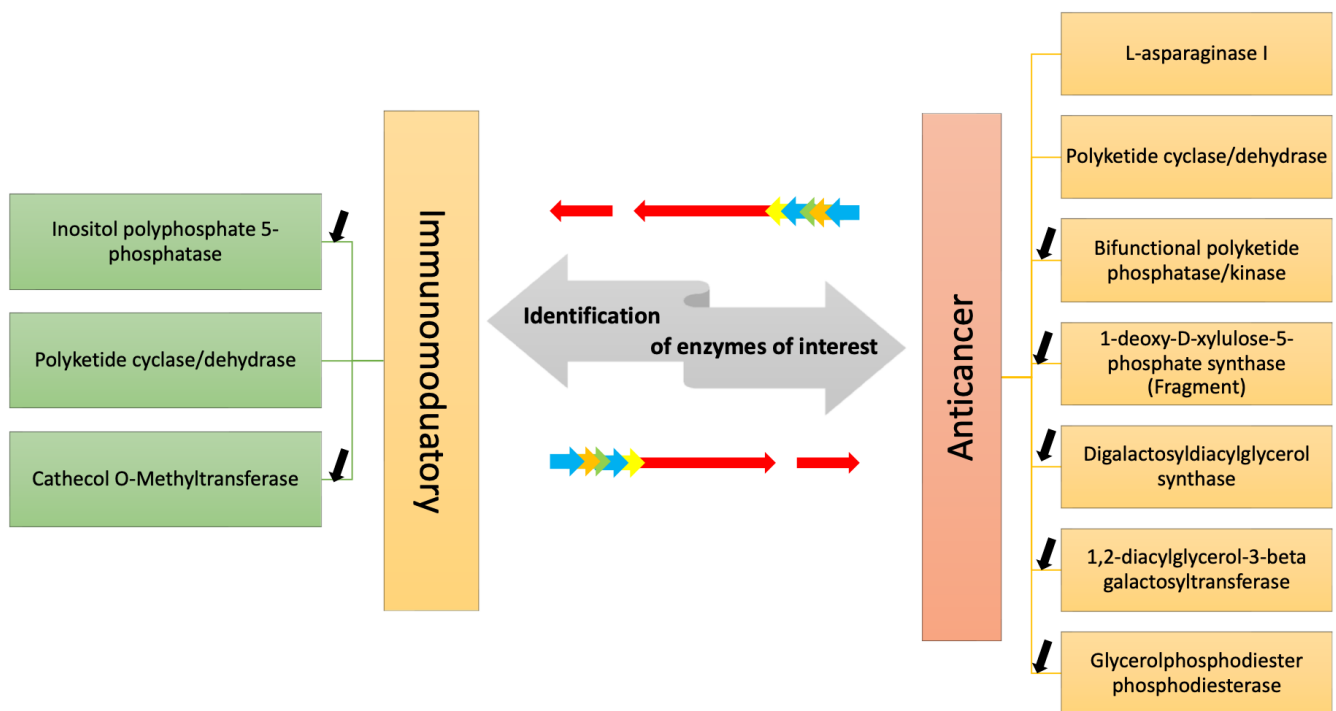 Inositol polyphosphate 5-
phosphatase
Polyketide cyclase/dehydrase
Cathecol O-Methyltransferase
Immunomoduatory
Identification
of enzymes of interest
Anticancer
L-asparaginase I
Polyketide cyclase/dehydrase
Bifunctional polyketide
phosphatase/kinase
1-deoxy-D-xylulose-5-
phosphate synthase
(Fragment)
Digalactosyldiacylglycerol
synthase
1,2-diacylglycerol-3-beta
galactosyltransferase
Glycerolphosphodiester
phosphodiesterase